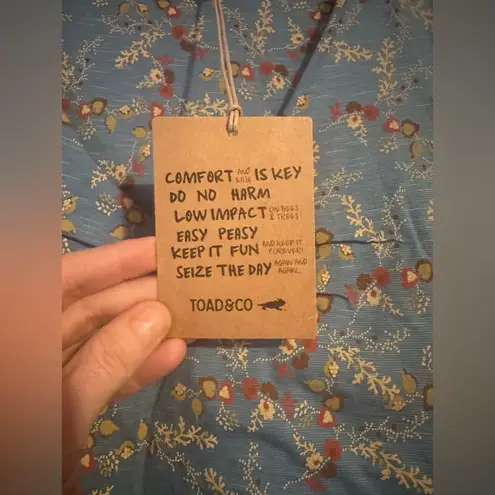 COMFORT AND EASE IS KEY
DO NO HARM
LOW IMPACT ON BEES & TREES
EASY PEASY
KEEP IT FUN AND KEEP IT FOREVER!
SEIZE THE DAY AGAIN AND AGAIN...
TOAD&CO